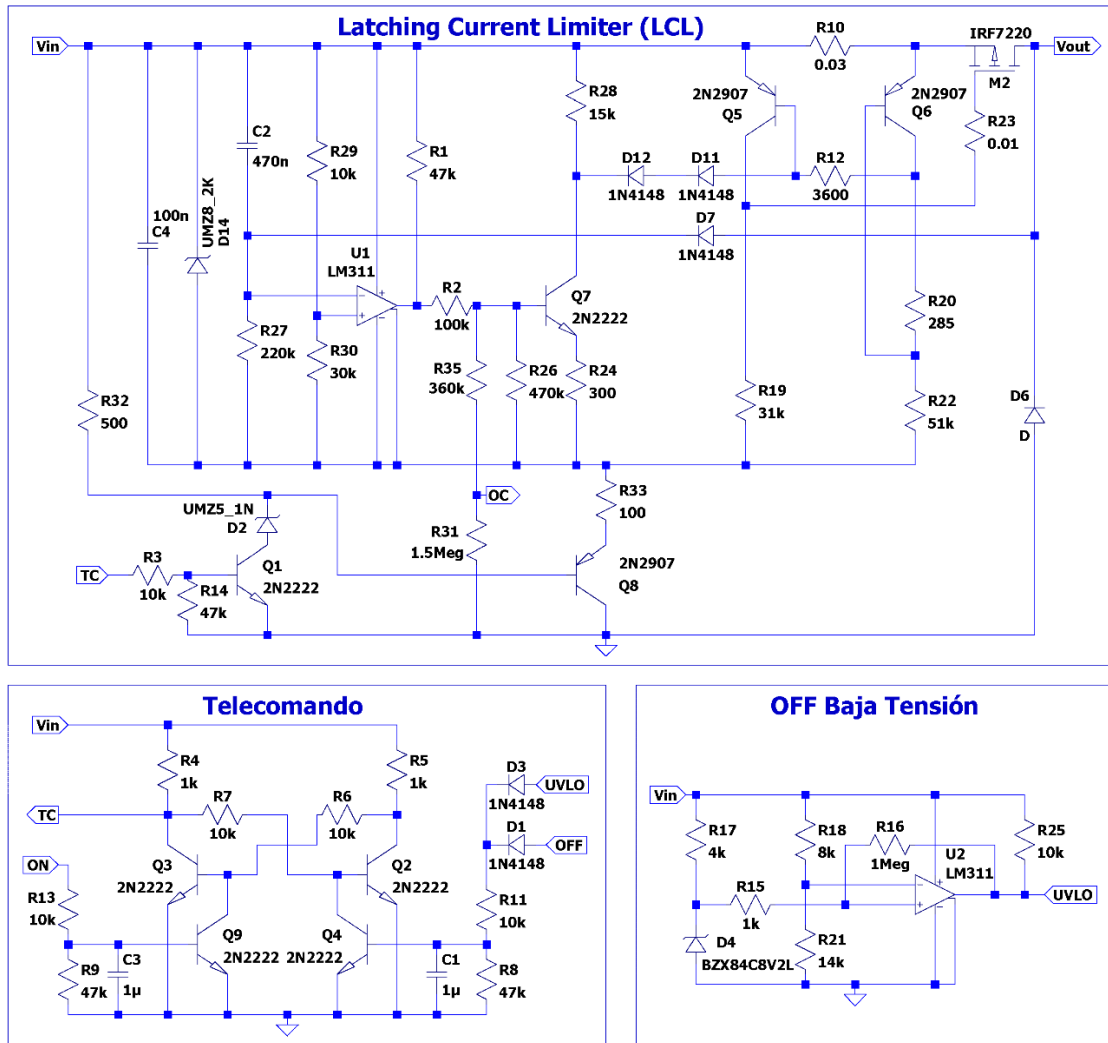 Latching Current Limiter (LCL)
Vin
R10
0.03
IRF7220
M2
Vout
R28
15k
2N2907
Q5
2N2907
Q6
R23
0.01
C2
470n
R29
10k
R1
47k
D12
1N4148
D11
1N4148
R12
3600
100n
C4
UMZ8_2K
D14
D7
1N4148
U1
LM311
R2
100k
Q7
2N2222
R27
220k
R30
30k
R35
360k
R26
470k
R24
300
R20
285
R19
31k
R22
51k
D6
D
R32
500
UMZ5_1N
D2
OC
R33
100
R31
1.5Meg
2N2907
Q8
TC
R3
10k
R14
47k
Q1
2N2222
Telecomando
Vin
R4
1k
R5
1k
R7
10k
R6
10k
D3
1N4148
UVLO
TC
D1
1N4148
OFF
Q3
2N2222
Q2
2N2222
ON
R13
10k
R11
10k
Q9
2N2222
Q4
2N2222
R9
47k
C3
1µ
C1
1µ
R8
47k
OFF Baja Tensión
Vin
R17
4k
R18
8k
R16
1Meg
U2
LM311
R25
10k
R15
1k
UVLO
D4
BZX84C8V2L
R21
14k